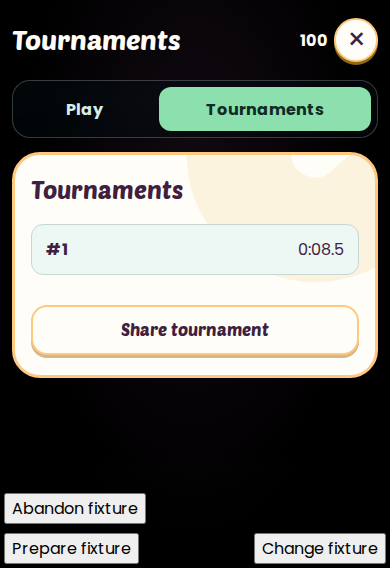 Tournaments
100 ×
Play Tournaments
Tournaments
#1 0:08.5
Share tournament
Abandon fixture
Prepare fixture Change fixture